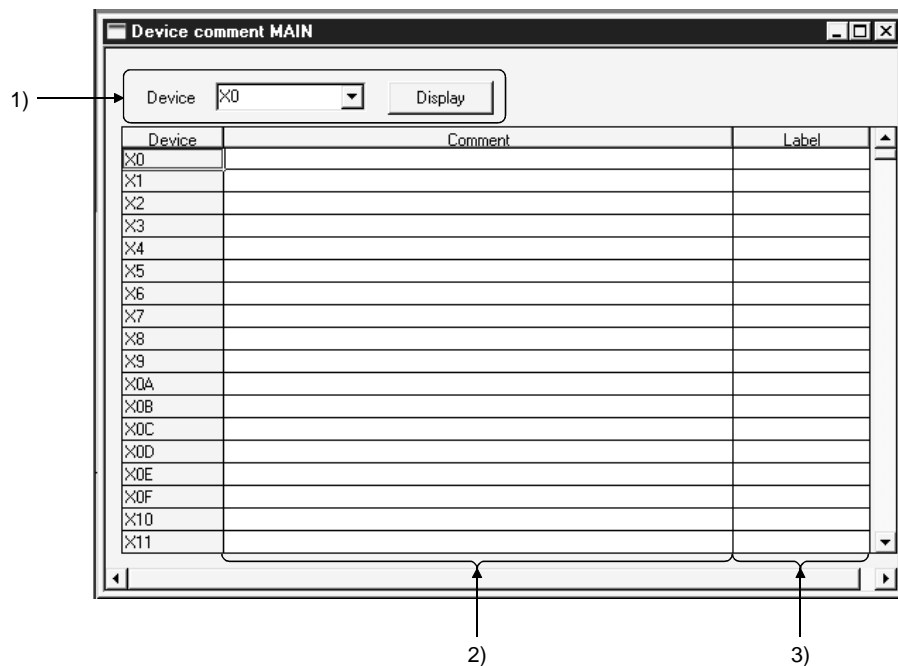 Device comment MAIN
1)
Device X0 Display
Device Comment Label
X0
X1
X2
X3
X4
X5
X6
X7
X8
X9
X0A
X0B
X0C
X0D
X0E
X0F
X10
X11
2) 3)